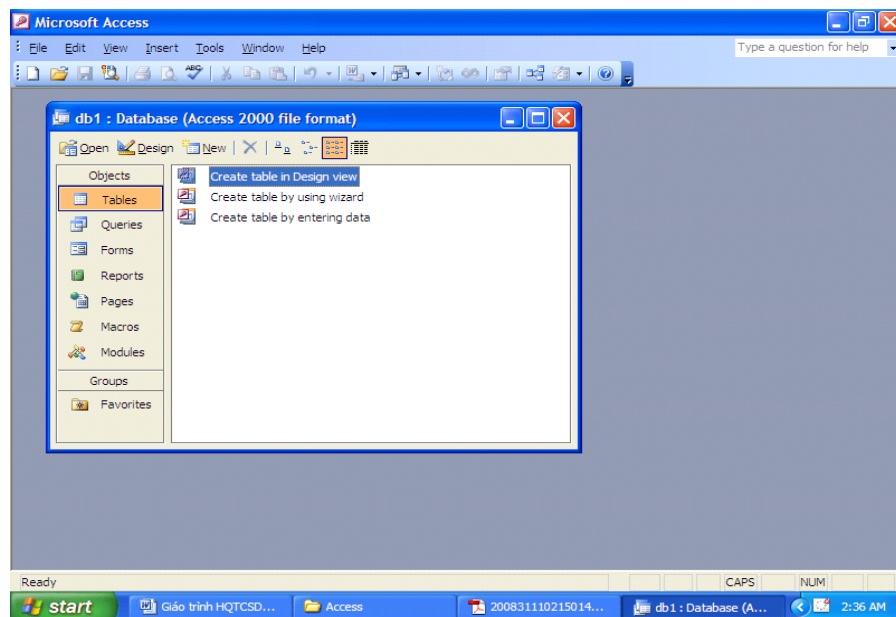 Microsoft Access
File Edit View Insert Tools Window Help
Type a question for help
db1 : Database (Access 2000 file format)
Open Design New
Objects
Tables
Queries
Forms
Reports
Pages
Macros
Modules
Groups
Favorites
Create table in Design view
Create table by using wizard
Create table by entering data
Ready
CAPS NUM
start
Giáo trình HQTCSD...
Access
200831110215014...
db1 : Database (A...
2:36 AM